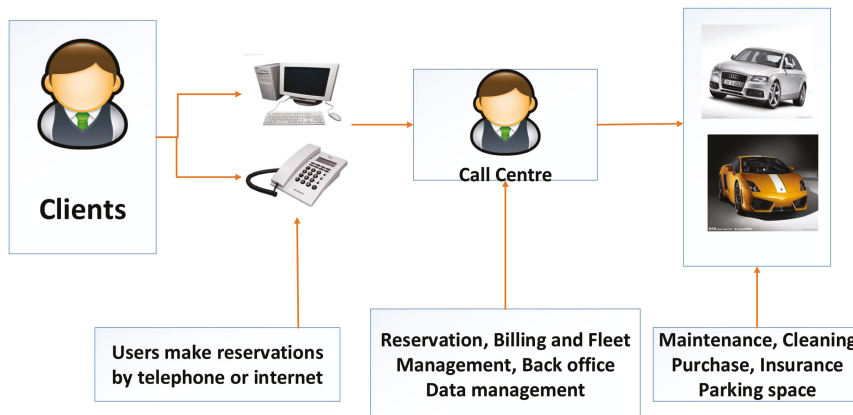 Clients
Call Centre
Users make reservations
by telephone or internet
Reservation, Billing and Fleet
Management, Back office
Data management
Maintenance, Cleaning
Purchase, Insurance
Parking space